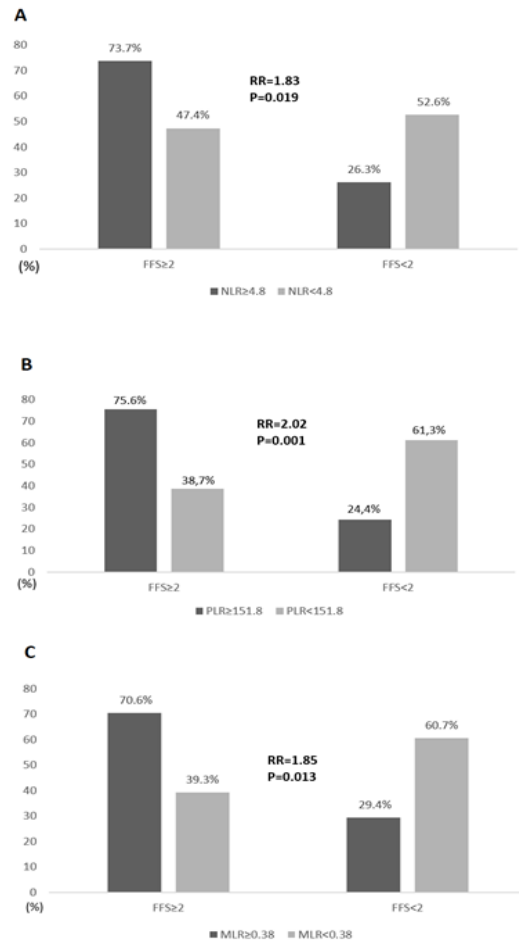 A
80
70
60
50
40
30
20
10
0
(%)
73.7%
47.4%
RR=1.83
P=0.019
26.3%
52.6%
FFS≥2
FFS<2
NLR≥4.8
NLR<4.8
B
80
70
60
50
40
30
20
10
0
(%)
75.6%
38,7%
RR=2.02
P=0.001
24,4%
61,3%
FFS≥2
FFS<2
PLR≥151.8
PLR<151.8
C
80
70
60
50
40
30
20
10
0
(%)
70.6%
39.3%
RR=1.85
P=0.013
29.4%
60.7%
FFS≥2
FFS<2
MLR≥0.38
MLR<0.38